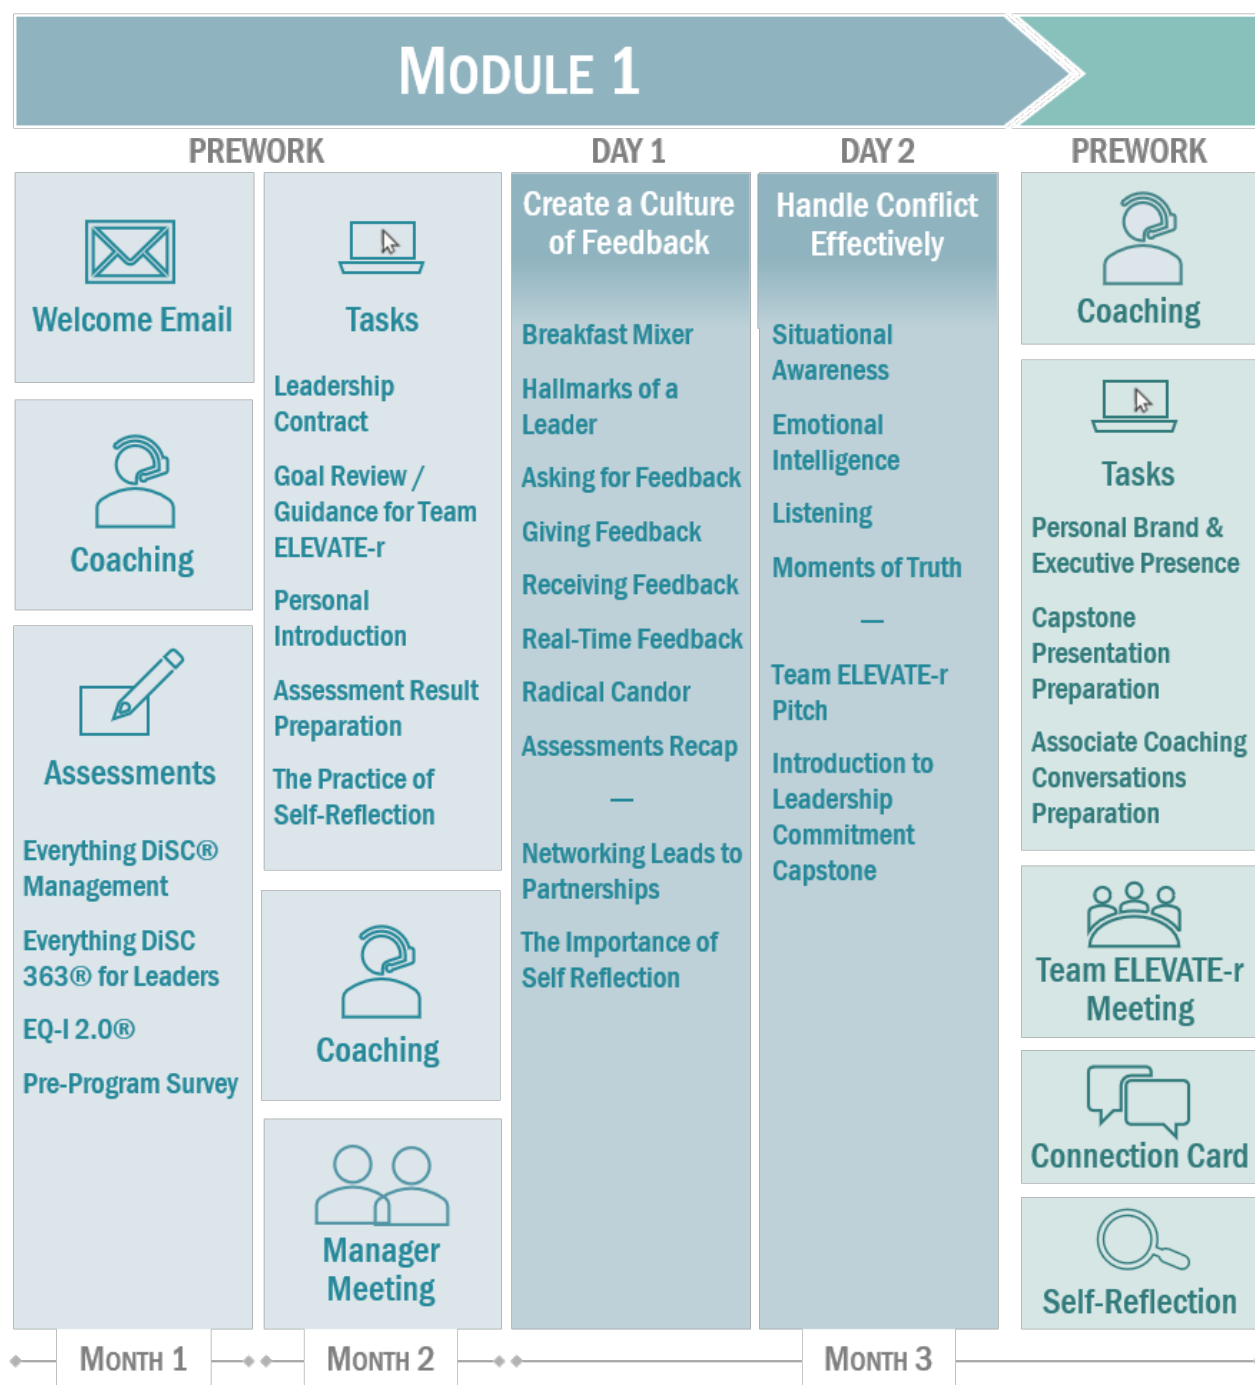 MODULE 1
PREWORK
DAY 1
DAY 2
PREWORK
Welcome Email
Coaching
Assessments
Everything DiSC®
Management
Everything DiSC
363® for Leaders
EQ-I 2.0®
Pre-Program Survey
Tasks
Leadership
Contract
Goal Review /
Guidance for Team
ELEVATE-r
Personal
Introduction
Assessment Result
Preparation
The Practice of
Self-Reflection
Coaching
Manager
Meeting
Create a Culture
of Feedback
Breakfast Mixer
Hallmarks of a
Leader
Asking for Feedback
Giving Feedback
Receiving Feedback
Real-Time Feedback
Radical Candor
Assessments Recap
—
Networking Leads to
Partnerships
The Importance of
Self Reflection
Handle Conflict
Effectively
Situational
Awareness
Emotional
Intelligence
Listening
Moments of Truth
—
Team ELEVATE-r
Pitch
Introduction to
Leadership
Commitment
Capstone
Coaching
Tasks
Personal Brand &
Executive Presence
Capstone
Presentation
Preparation
Associate Coaching
Conversations
Preparation
Team ELEVATE-r
Meeting
Connection Card
Self-Reflection
MONTH 1
MONTH 2
MONTH 3